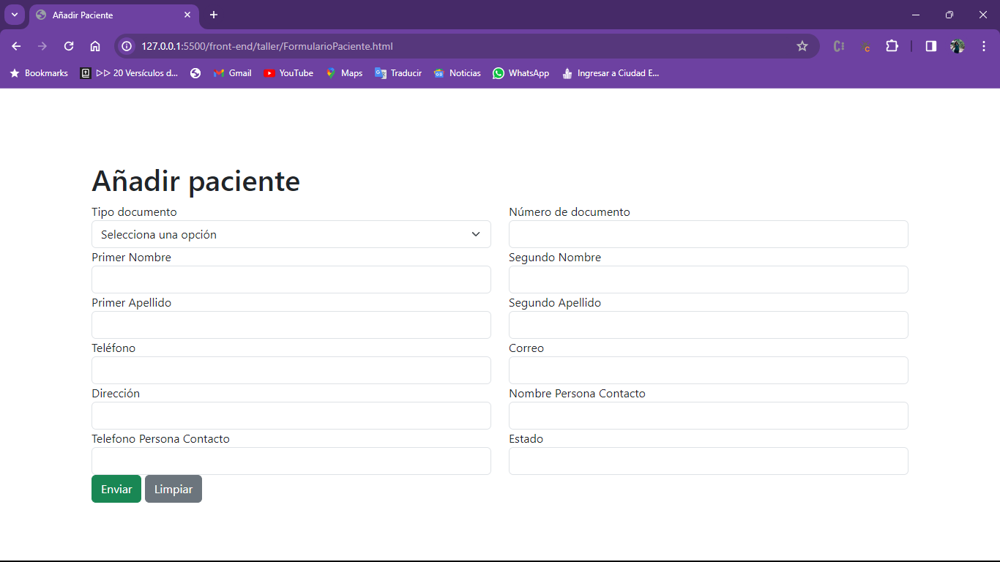 Añadir Paciente
127.0.0.1:5500/front-end/taller/FormularioPaciente.html
Bookmarks ▷▷ 20 Versículos d... Gmail YouTube Maps Traducir Noticias WhatsApp Ingresar a Ciudad E...
Añadir paciente
Tipo documento Número de documento
Selecciona una opción
Primer Nombre Segundo Nombre
Primer Apellido Segundo Apellido
Teléfono Correo
Dirección Nombre Persona Contacto
Telefono Persona Contacto Estado
Enviar Limpiar